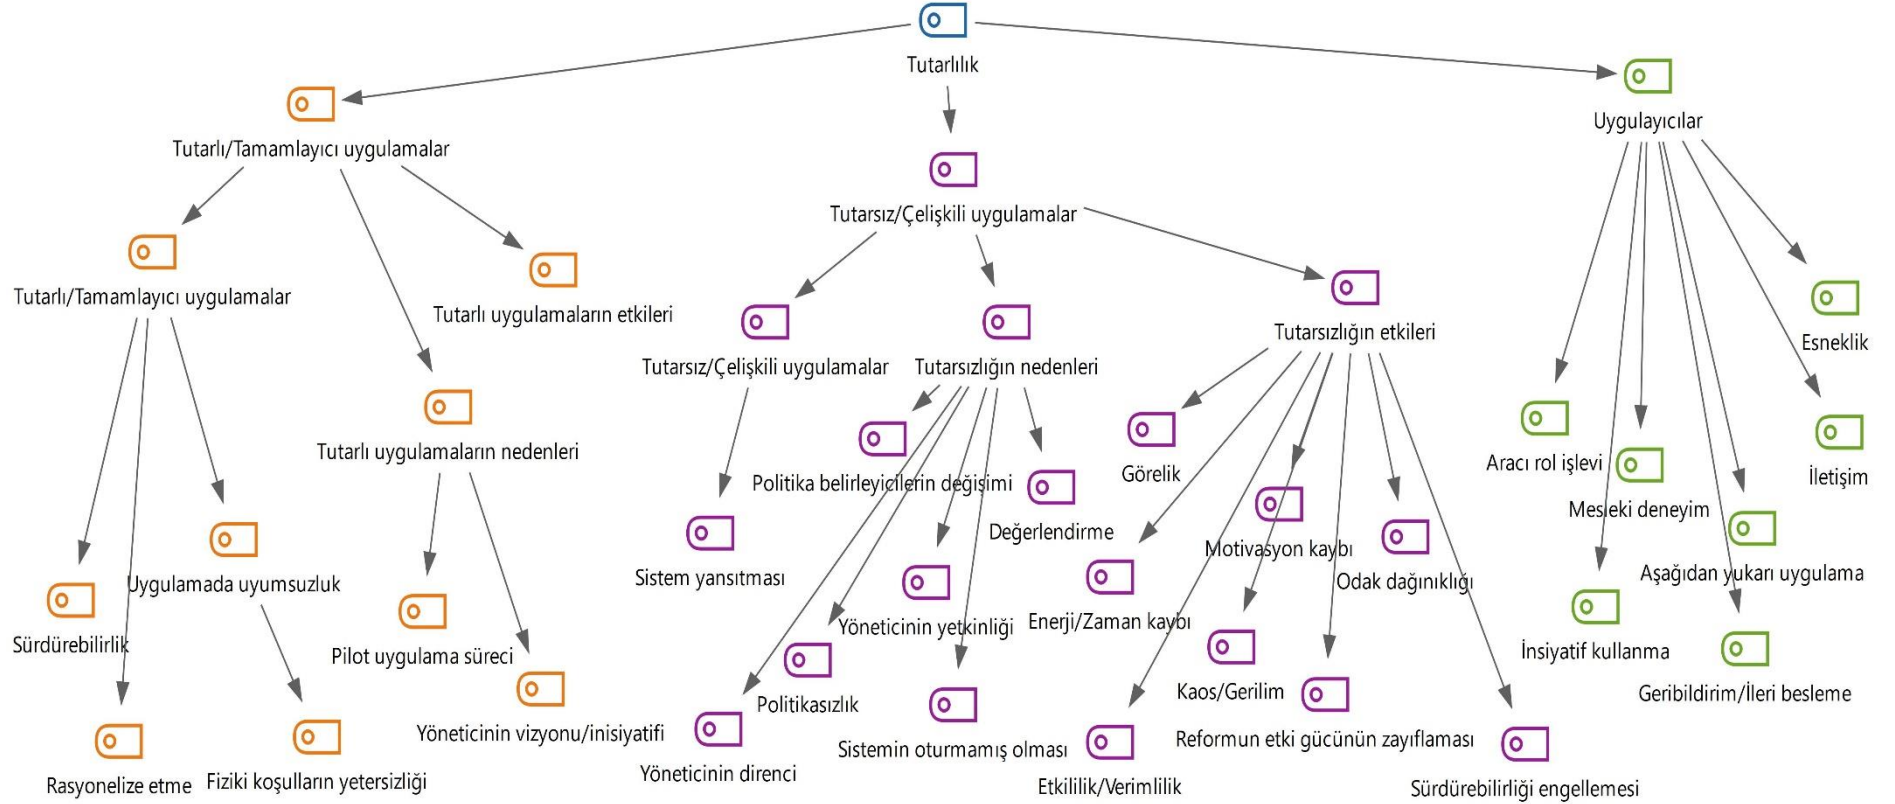 Tutarlılık
Uygulayıcılar
Tutarlı/Tamamlayıcı uygulamalar
Tutarsız/Çelişkili uygulamalar
Tutarlı/Tamamlayıcı uygulamalar
Tutarlı uygulamaların etkileri
Tutarsızlığın etkileri
Esneklik
Tutarsız/Çelişkili uygulamalar
Tutarsızlığın nedenleri
Tutarlı uygulamaların nedenleri
Politika belirleyicilerin değişimi
Görelik
Aracı rol işlevi
İletişim
Mesleki deneyim
Değerlendirme
Motivasyon kaybı
Sistem yansıtması
Odak dağınıklığı
Aşağıdan yukarı uygulama
Uygulamada uyumsuzluk
Yöneticinin yetkinliği
Enerji/Zaman kaybı
Sürdürebilirlik
Pilot uygulama süreci
İnsiyatif kullanma
Politikasızlık
Kaos/Gerilim
Geribildirim/İleri besleme
Yöneticinin vizyonu/inisiyatifi
Sistemin oturmamış olması
Reformun etki gücünün zayıflaması
Rasyonelize etme
Fiziki koşulların yetersizliği
Yöneticinin direnci
Etkililik/Verimlilik
Sürdürebilirliği engellemesi